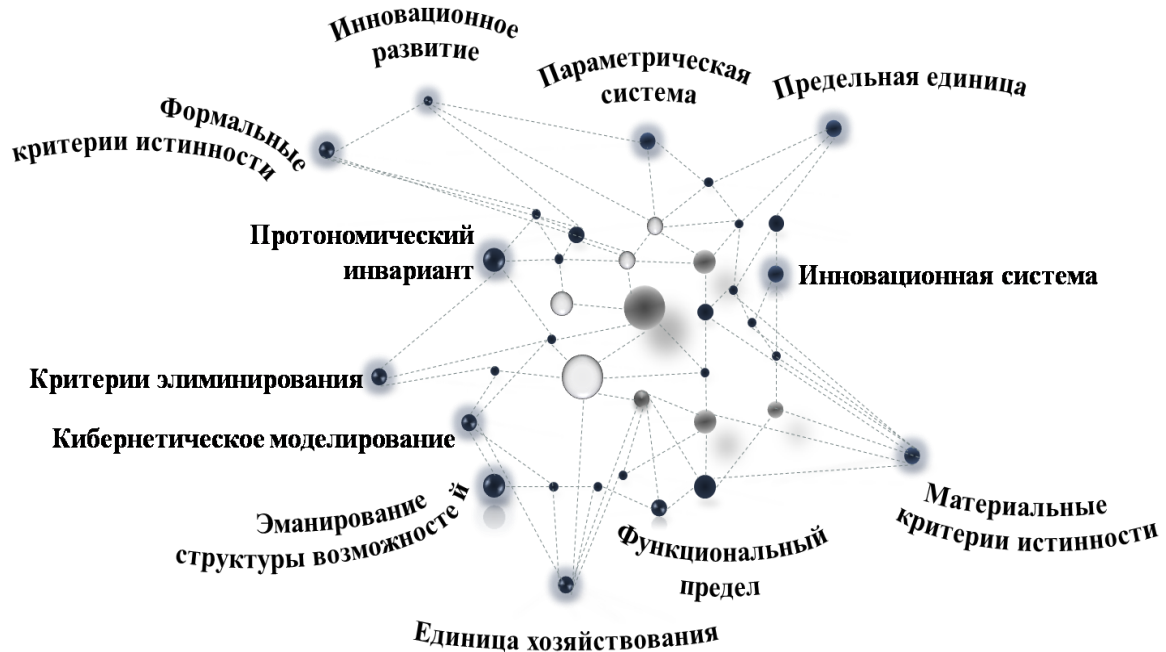 Инновационное
развитие
Параметрическая
система
Предельная единица
Формальные
критерии истинности
Протономический
инвариант
Инновационная система
Критерии элиминирования
Кибернетическое моделирование
Эманирование
структуры возможносте й
Функциональный
предел
Материальные
критерии истинности
Единица хозяйствования